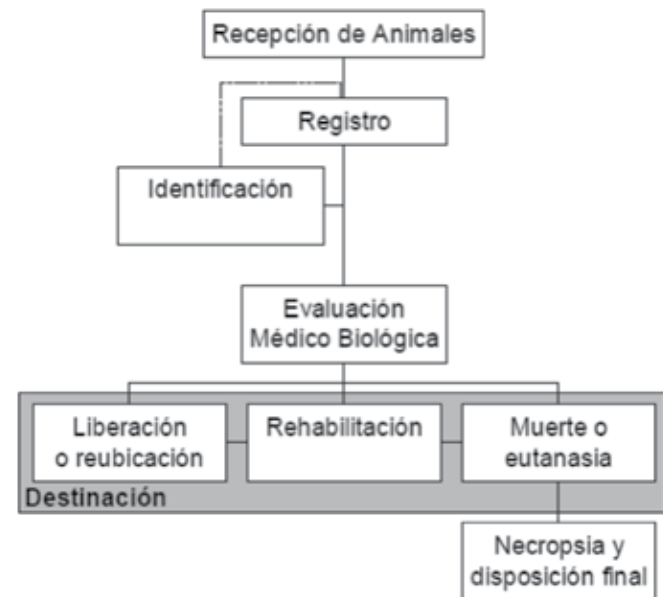 Recepción de Animales
Registro
Identificación
Evaluación
Médico Biológica
Liberación
o reubicación
Rehabilitación
Muerte o
eutanasia
Destinación
Necropsia y
disposición final